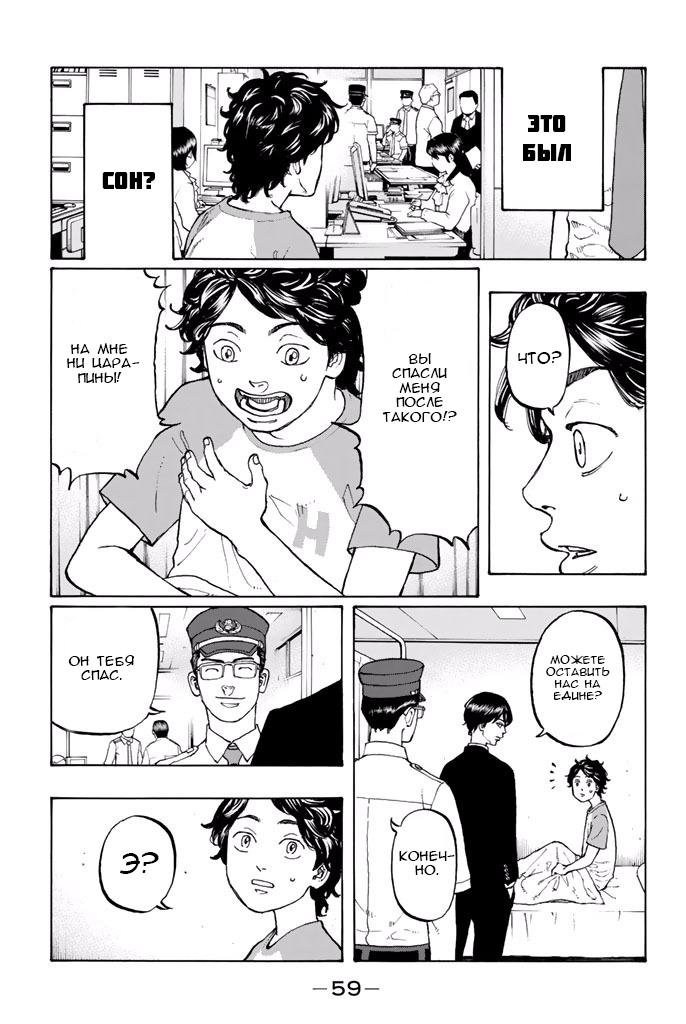 ЭТО
БЫЛ
СОН?
ЧТО?
ВЫ
СПАСЛИ
МЕНЯ
ПОСЛЕ
ТАКОГО!?
НА МНЕ
НИ ЦАРА-
ПИНЫ!
H
ОН ТЕБЯ
СПАС.
МОЖЕТЕ
ОСТАВИТЬ
НАС НА
ЕДИНЕ?
КОНЕЧ-
НО.
Э?
—59—